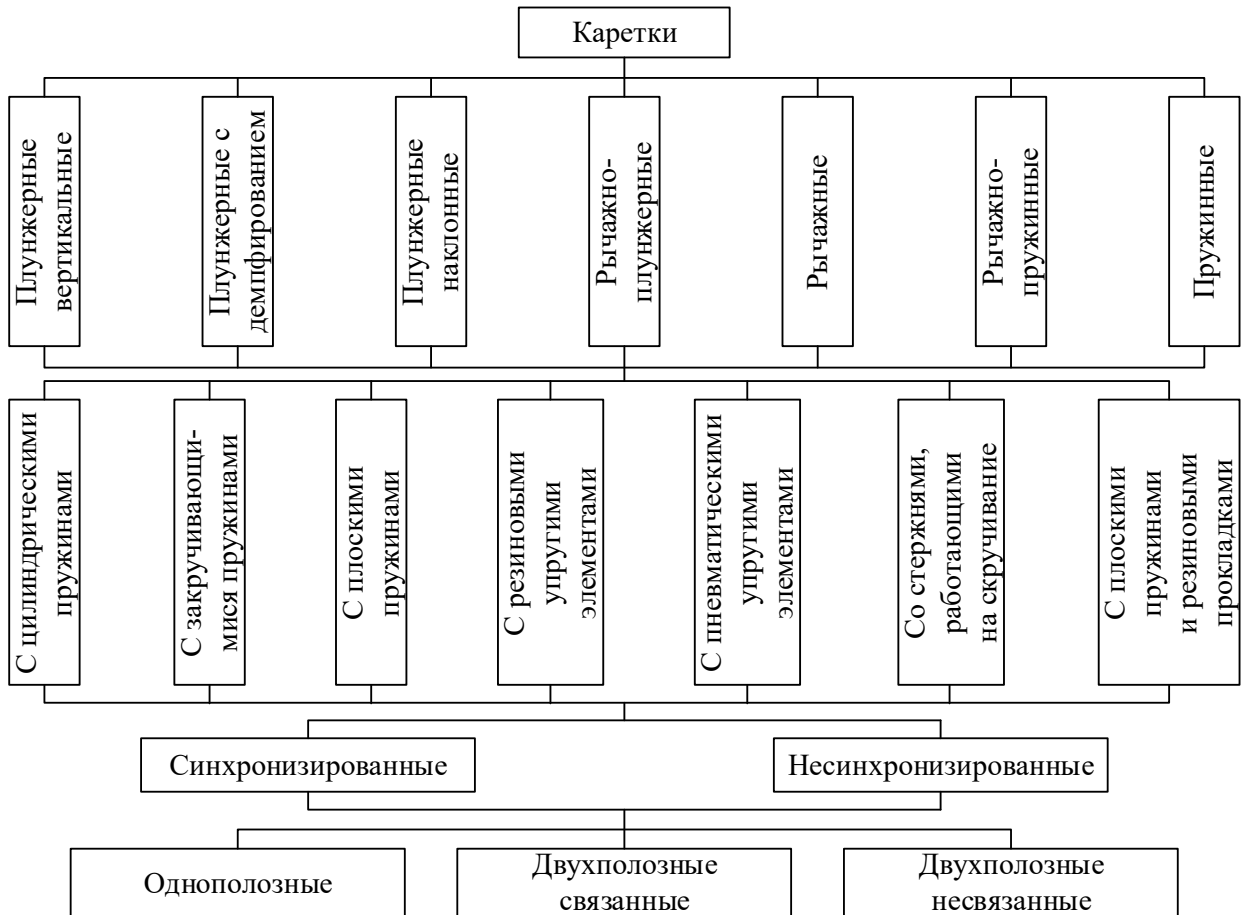 Каретки
Плунжерные
вертикальные
Плунжерные с
демпфированием
Плунжерные
наклонные
Рычажно-
плунжерные
Рычажные
Рычажно-
пружинные
Пружинные
С цилиндрическими
пружинами
С закручивающи-
мися пружинами
С плоскими
пружинами
С резиновыми
упругими
элементами
С пневматическими
упругими
элементами
Со стержнями,
работающими
на скручивание
С плоскими
пружинами
и резиновыми
прокладками
Синхронизированные
Несинхронизированные
Однополозные
Двухполозные
связанные
Двухполозные
несвязанные